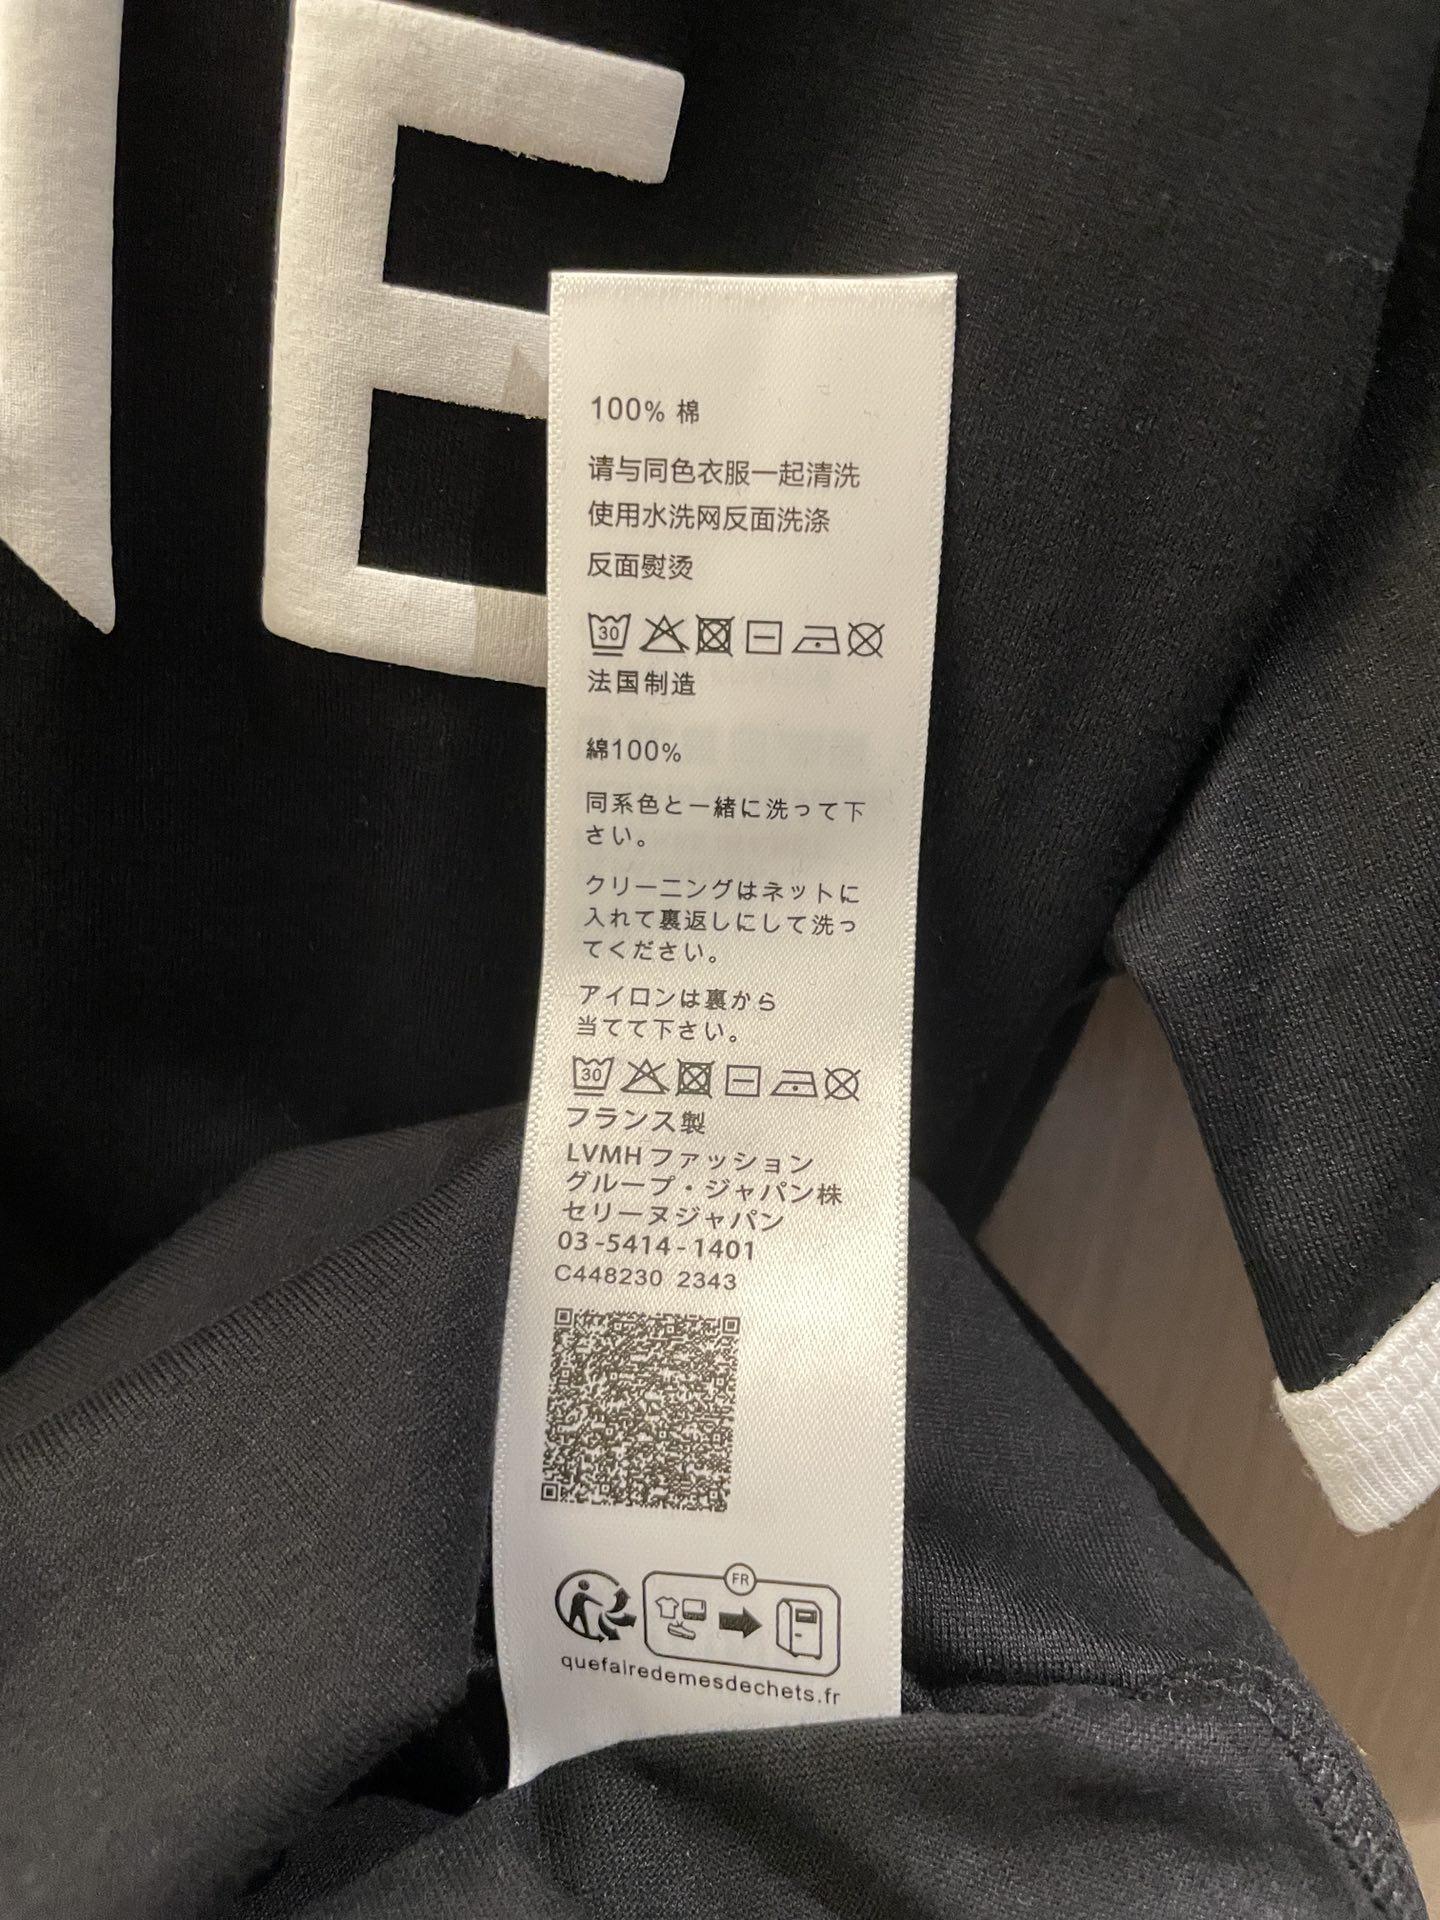 E
100% 棉
请与同色衣服一起清洗
使用水洗网反面洗涤
反面熨烫
30
法国制造
綿100%
同系色と一緒に洗って下
さい。
クリーニングはネットに
入れて裏返しにして洗っ
てください。
アイロンは裏から
当てて下さい。
30
フランス製
LVMH ファッション
グループ・ジャパン株
セリーヌジャパン
03-5414-1401
C448230 2343
FR
quefairedemesdechets.fr